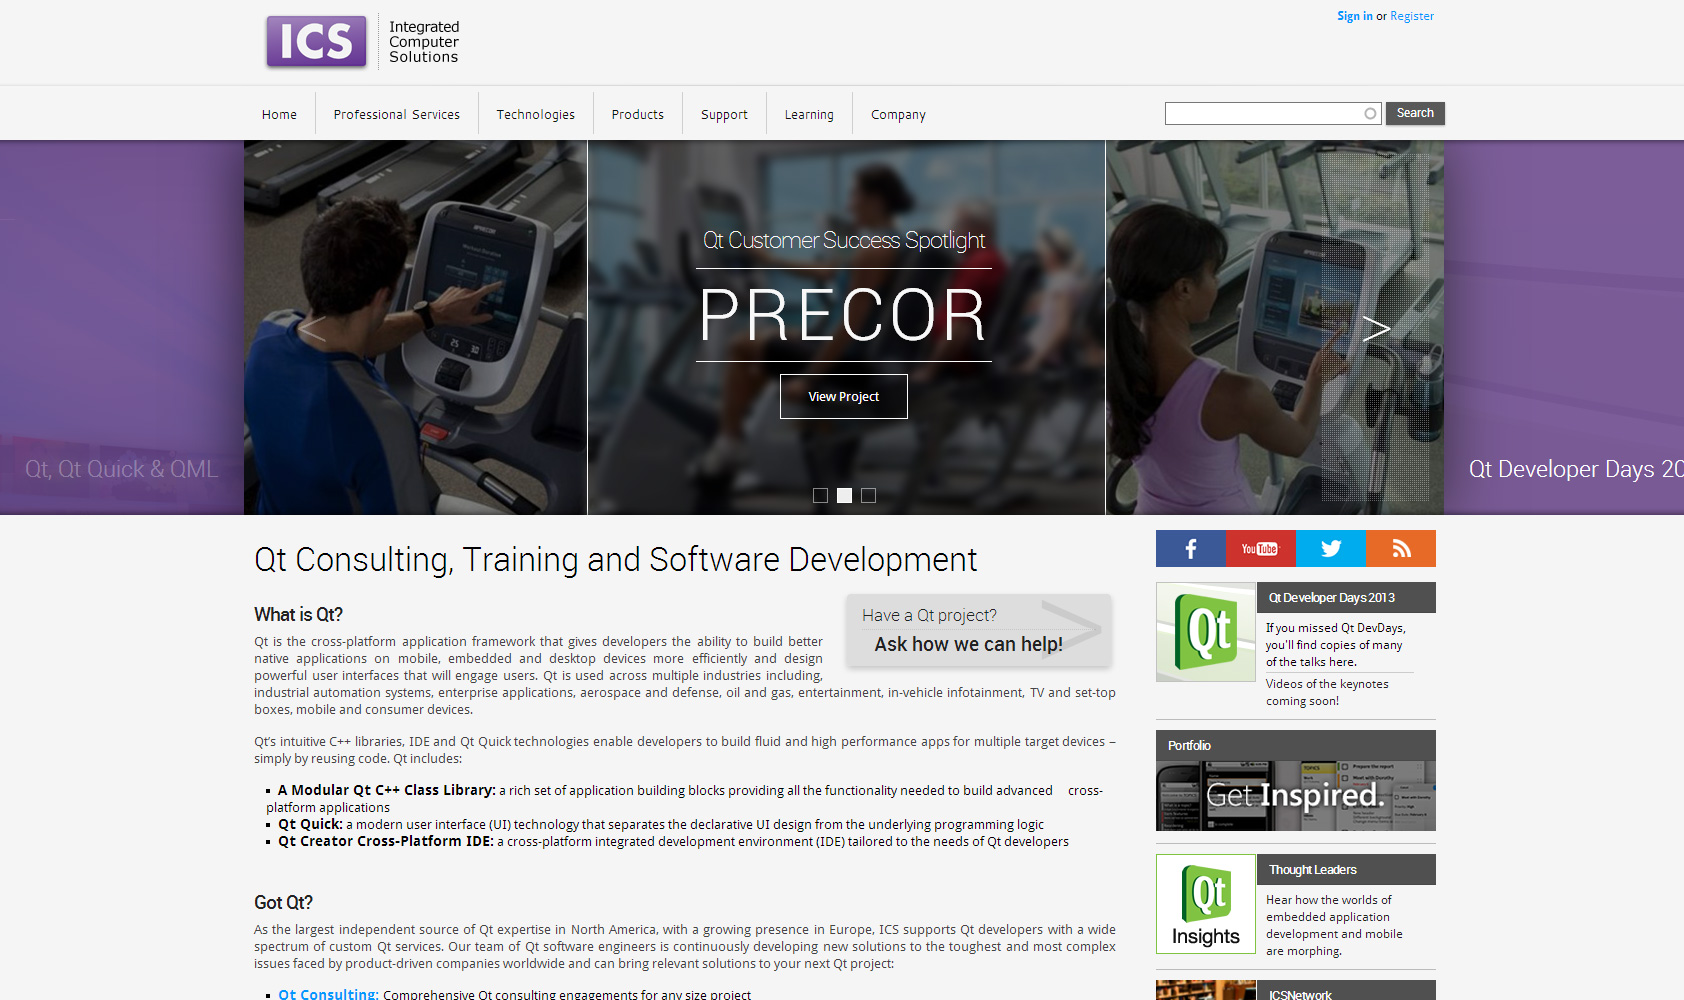 ICS
Integrated
Computer
Solutions
Sign in or Register
Home
Professional Services
Technologies
Products
Support
Learning
Company
Search
Qt Customer Success Spotlight
PRECOR
View Project
Qt, Qt Quick & QML
Qt Developer Days 20
Qt Consulting, Training and Software Development
What is Qt?
Have a Qt project?
Ask how we can help!
Qt is the cross-platform application framework that gives developers the ability to build better
native applications on mobile, embedded and desktop devices more efficiently and design
powerful user interfaces that will engage users. Qt is used across multiple industries including,
industrial automation systems, enterprise applications, aerospace and defense, oil and gas, entertainment, in-vehicle infotainment, TV and set-top
boxes, mobile and consumer devices.
Qt's intuitive C++ libraries, IDE and Qt Quick technologies enable developers to build fluid and high performance apps for multiple target devices –
simply by reusing code. Qt includes:
▪ A Modular Qt C++ Class Library: a rich set of application building blocks providing all the functionality needed to build advanced cross-
platform applications
▪ Qt Quick: a modern user interface (UI) technology that separates the declarative UI design from the underlying programming logic
▪ Qt Creator Cross-Platform IDE: a cross-platform integrated development environment (IDE) tailored to the needs of Qt developers
Got Qt?
As the largest independent source of Qt expertise in North America, with a growing presence in Europe, ICS supports Qt developers with a wide
spectrum of custom Qt services. Our team of Qt software engineers is continuously developing new solutions to the toughest and most complex
issues faced by product-driven companies worldwide and can bring relevant solutions to your next Qt project:
▪ Qt Consulting: Comprehensive Qt consulting engagements for any size project
f
You Tube
Qt
Qt Developer Days 2013
If you missed Qt DevDays,
you'll find copies of many
of the talks here.
Videos of the keynotes
coming soon!
Portfolio
Get Inspired.
Prepare the report
Meet with Dorothy
TOPICS
Qt
Insights
Thought Leaders
Hear how the worlds of
embedded application
development and mobile
are morphing.
ICSNetwork